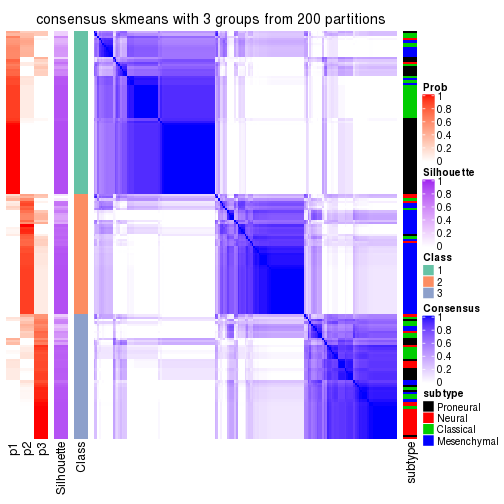 consensus skmeans with 3 groups from 200 partitions
Prob
1
0.8
0.6
0.4
0.2
0
Silhouette
1
0.8
0.6
0.4
0.2
0
Class
1
2
3
Consensus
1
0.8
0.6
0.4
0.2
0
subtype
Proneural
Neural
Classical
Mesenchymal
p1
p2
p3
Silhouette
Class
subtype